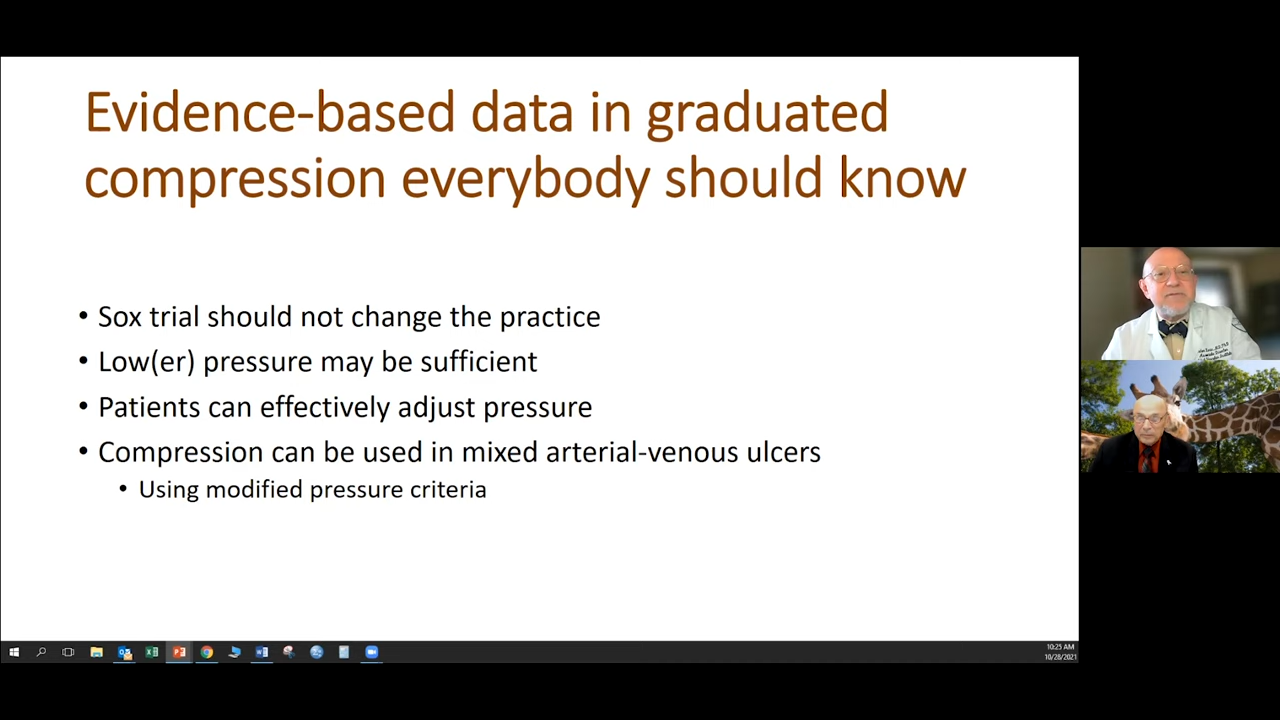 Evidence-based data in graduated
compression everybody should know
• Sox trial should not change the practice
• Low(er) pressure may be sufficient
• Patients can effectively adjust pressure
• Compression can be used in mixed arterial-venous ulcers
• Using modified pressure criteria
10:25 AM
10/28/2021